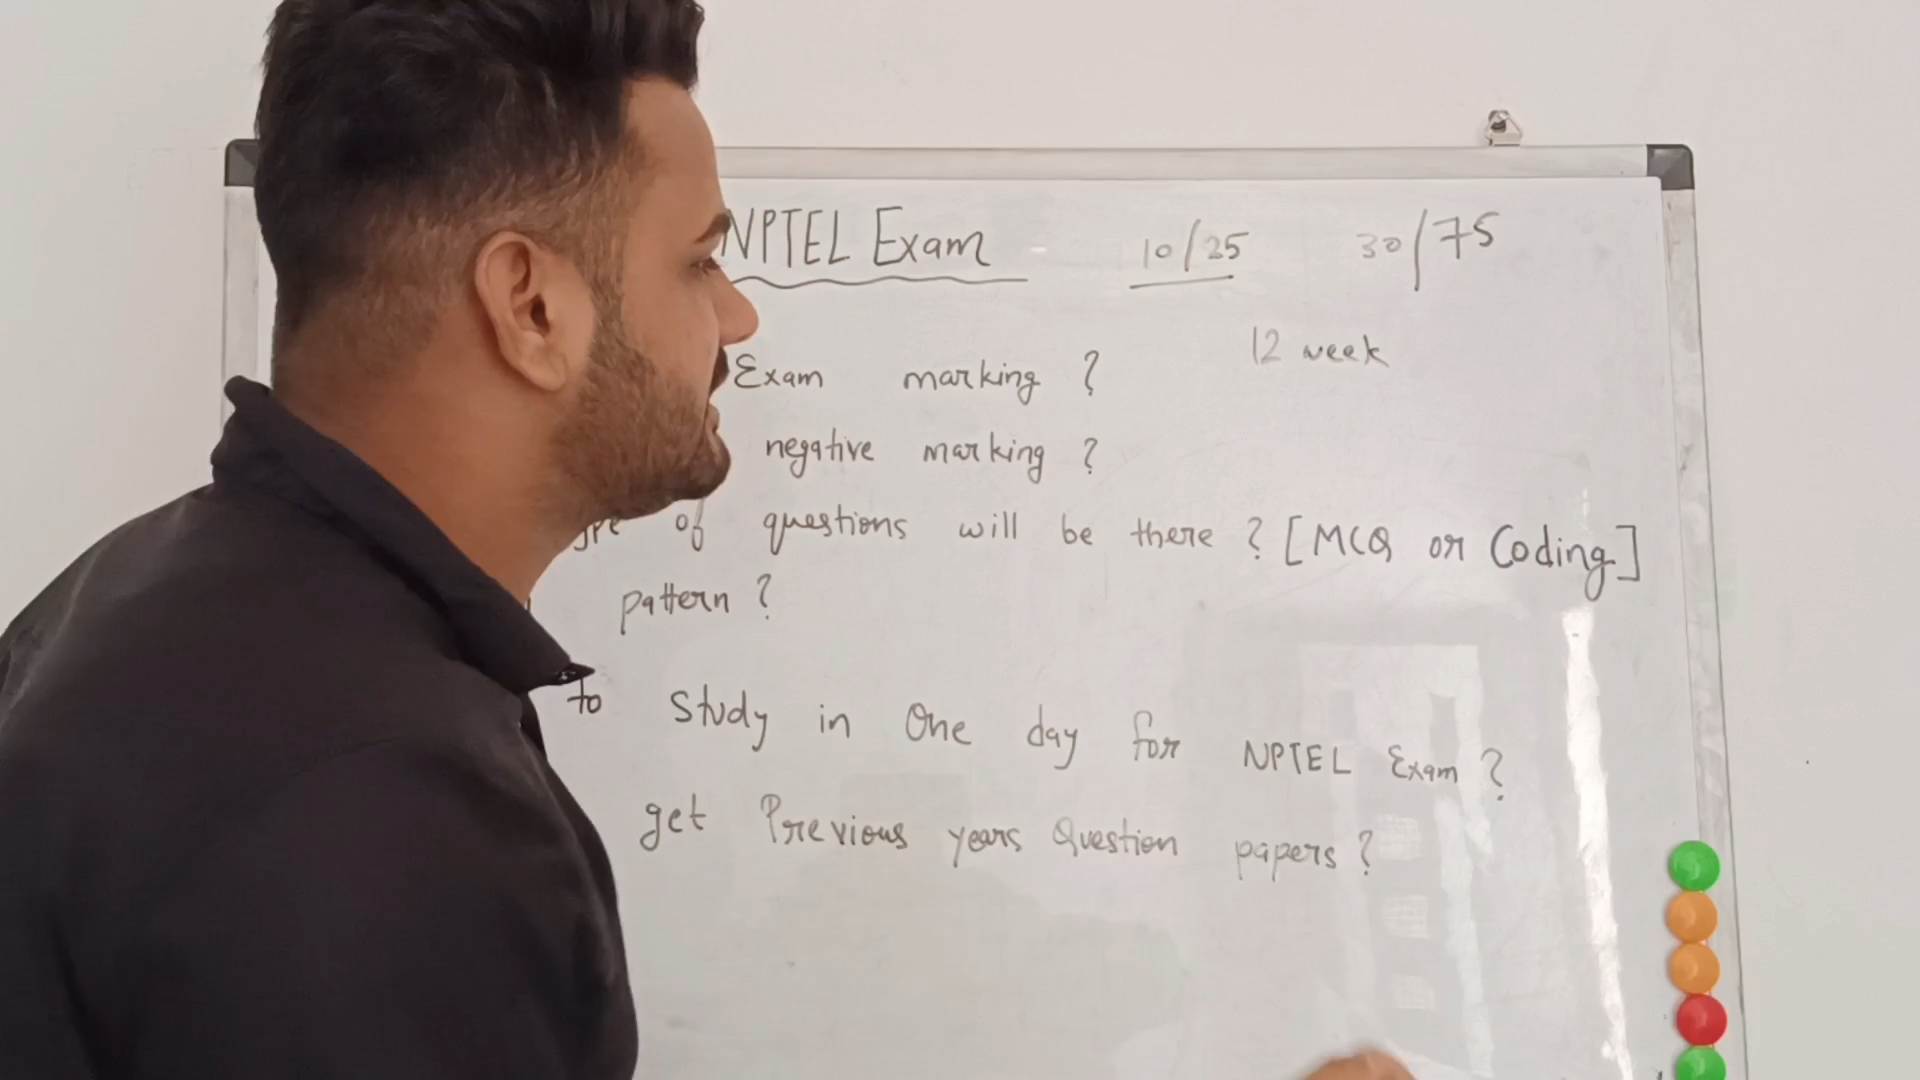 NPTEL Exam 10/25 30/75
12 week
Exam marking ?
negative marking ?
of questions will be there ? [MCQ or Coding]
pattern ?
to study in One day for NPTEL Exam ?
get Previous years Question papers ?